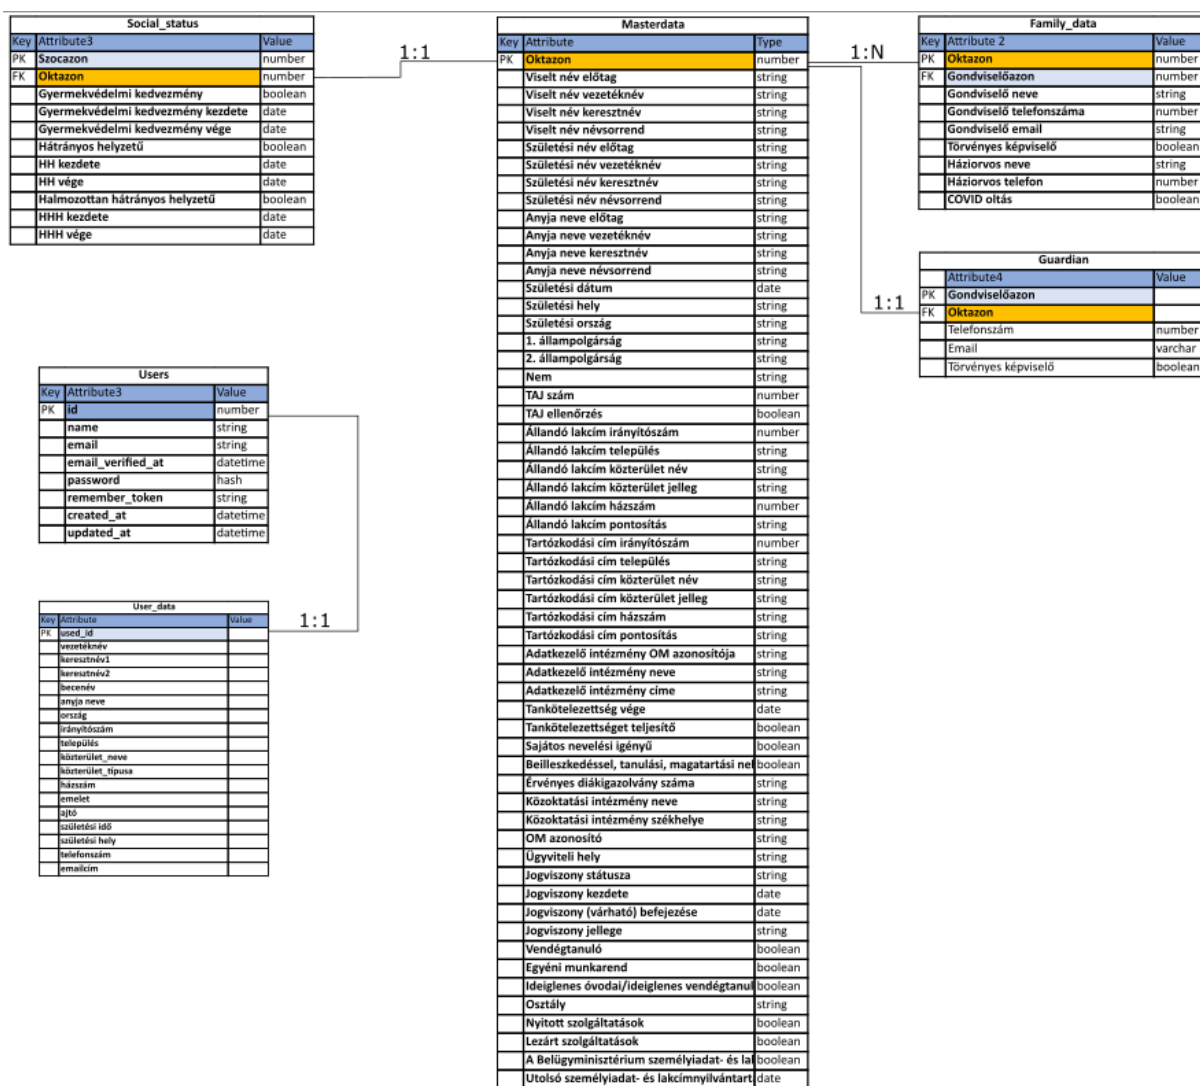 Social_status
Key Attribute3 Value
PK Szocazon number
FK Oktazon number
Gyermekvédelmi kedvezmény boolean
Gyermekvédelmi kedvezmény kezdete date
Gyermekvédelmi kedvezmény vége date
Hátrányos helyzetű boolean
HH kezdete date
HH vége date
Halmozottan hátrányos helyzetű boolean
HHH kezdete date
HHH vége date
1:1
Masterdata
Key Attribute Type
PK Oktazon number
Viselt név előtag string
Viselt név vezetéknév string
Viselt név keresztnév string
Viselt név névsorrend string
Születési név előtag string
Születési név vezetéknév string
Születési név keresztnév string
Születési név névsorrend string
Anyja neve előtag string
Anyja neve vezetéknév string
Anyja neve keresztnév string
Anyja neve névsorrend string
Születési dátum date
Születési hely string
Születési ország string
1. állampolgárság string
2. állampolgárság string
Nem string
TAJ szám number
TAJ ellenőrzés boolean
Állandó lakcím irányítószám number
Állandó lakcím település string
Állandó lakcím közterület név string
Állandó lakcím közterület jelleg string
Állandó lakcím házszám number
Állandó lakcím pontosítás string
Tartózkodási cím irányítószám number
Tartózkodási cím település string
Tartózkodási cím közterület név string
Tartózkodási cím közterület jelleg string
Tartózkodási cím házszám string
Tartózkodási cím pontosítás string
Adatkezelő intézmény OM azonosítója string
Adatkezelő intézmény neve string
Adatkezelő intézmény címe string
Tankötelezettség vége date
Tankötelezettséget teljesítő boolean
Sajátos nevelési igényű boolean
Beilleszkedéssel, tanulási, magatartási nel boolean
Érvényes diákigazolvány száma string
Közoktatási intézmény neve string
Közoktatási intézmény székhelye string
OM azonosító string
Ügyviteli hely string
Jogviszony státusza string
Jogviszony kezdete date
Jogviszony (várható) befejezése date
Jogviszony jellege string
Vendégtanuló boolean
Egyéni munkarend boolean
Ideiglenes óvodai/ideiglenes vendégtanul boolean
Osztály string
Nyitott szolgáltatások boolean
Lezárt szolgáltatások boolean
A Belügyminisztérium személyiadat- és lal boolean
Utolsó személyiadat- és lakcímnyilvántart date
1:N
Family_data
Key Attribute 2 Value
PK Oktazon number
FK Gondviselőazon number
Gondviselő neve string
Gondviselő telefonszáma number
Gondviselő email string
Törvényes képviselő boolean
Háziorvos neve string
Háziorvos telefon number
COVID oltás boolean
1:1
Guardian
Attribute4 Value
PK Gondviselőazon
FK Oktazon
Telefonszám number
Email varchar
Törvényes képviselő boolean
Users
Key Attribute3 Value
PK id number
name string
email string
email_verified_at datetime
password hash
remember_token string
created_at datetime
updated_at datetime
1:1
User_data
Key Attribute Value
PK used_id
vezetéknév
keresztnév1
keresztnév2
becenév
anyja neve
ország
irányítószám
település
közterület_neve
közterület_típusa
házszám
emelet
ajtó
születési idő
születési hely
telefonszám
emailcím